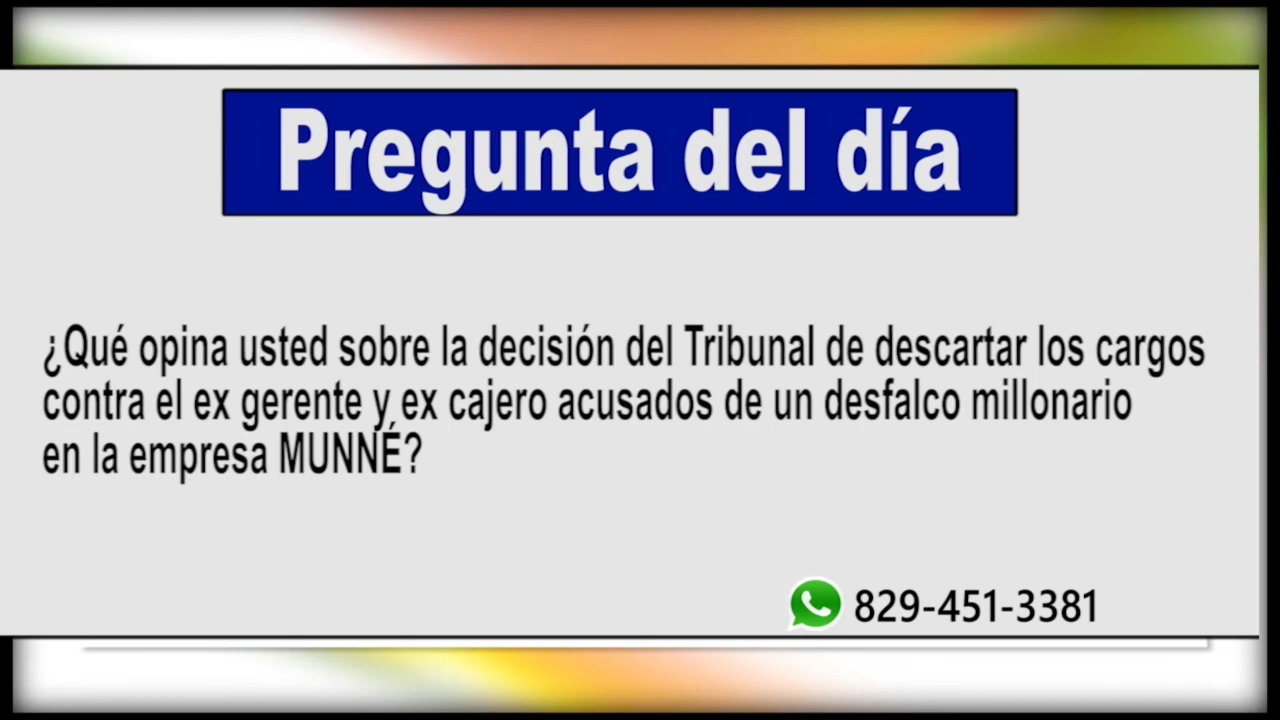 Pregunta del día
¿Qué opina usted sobre la decisión del Tribunal de descartar los cargos
contra el ex gerente y ex cajero acusados de un desfalco millonario
en la empresa MUNNÉ?
829-451-3381